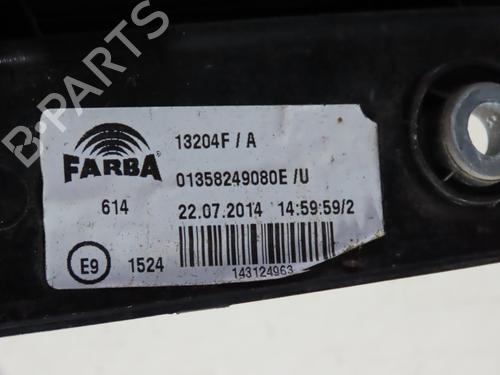 B-PARTS
FARBA
13204F / A
01358249080E /U
614
22.07.2014 14:59:59/2
E9
1524
143124963